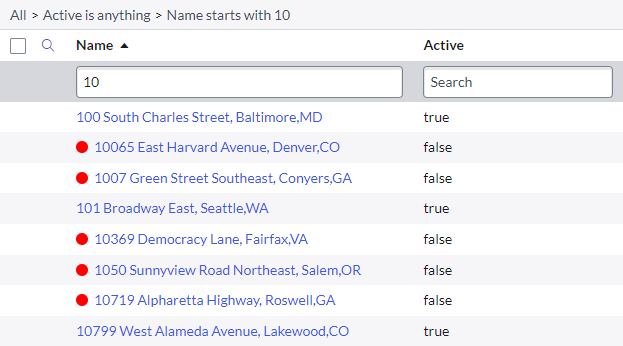 All > Active is anything > Name starts with 10
Name ▲ Active
10 Search
100 South Charles Street, Baltimore,MD true
10065 East Harvard Avenue, Denver,CO false
1007 Green Street Southeast, Conyers,GA false
101 Broadway East, Seattle,WA true
10369 Democracy Lane, Fairfax,VA false
1050 Sunnyview Road Northeast, Salem,OR false
10719 Alpharetta Highway, Roswell,GA false
10799 West Alameda Avenue, Lakewood,CO true